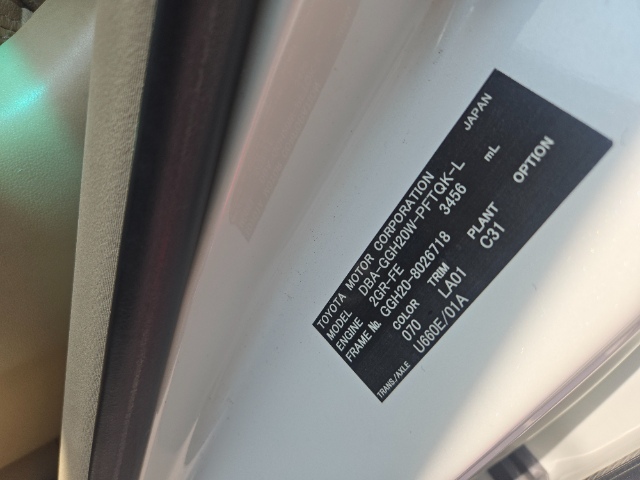 TOYOTA MOTOR CORPORATION JAPAN
MODEL DBA-GGH20W-PFTQK-L
ENGINE 2GR-FE 3456 mL
FRAME No. GGH20-8026718
COLOR TRIM PLANT OPTION
070 LA01 C31
TRANS./AXLE U660E/01A